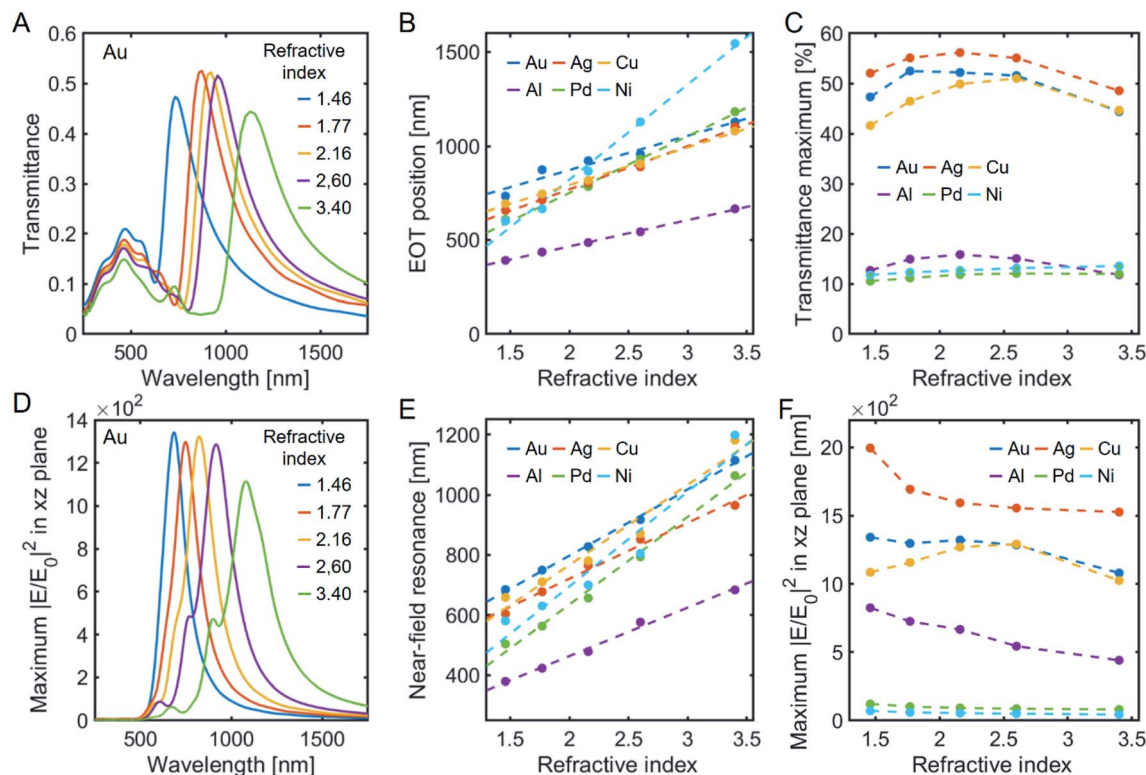 A
Au
Refractive
index
1.46
1.77
2.16
2,60
3.40
Transmittance
0.6
0.5
0.4
0.3
0.2
0.1
0
500 1000 1500
Wavelength [nm]
B
Au Ag Cu
Al Pd Ni
EOT position [nm]
1500
1000
500
0
1.5 2 2.5 3 3.5
Refractive index
C
Au Ag Cu
Al Pd Ni
Transmittance maximum [%]
60
50
40
30
20
10
0
1.5 2 2.5 3 3.5
Refractive index
D
×10²
Au
Refractive
index
1.46
1.77
2.16
2,60
3.40
Maximum |E/E₀|² in xz plane
14
12
10
8
6
4
2
0
500 1000 1500
Wavelength [nm]
E
Au Ag Cu
Al Pd Ni
Near-field resonance [nm]
1200
1000
800
600
400
1.5 2 2.5 3 3.5
Refractive index
F
×10²
Au Ag Cu
Al Pd Ni
Maximum |E/E₀|² in xz plane [nm]
20
15
10
5
0
1.5 2 2.5 3 3.5
Refractive index